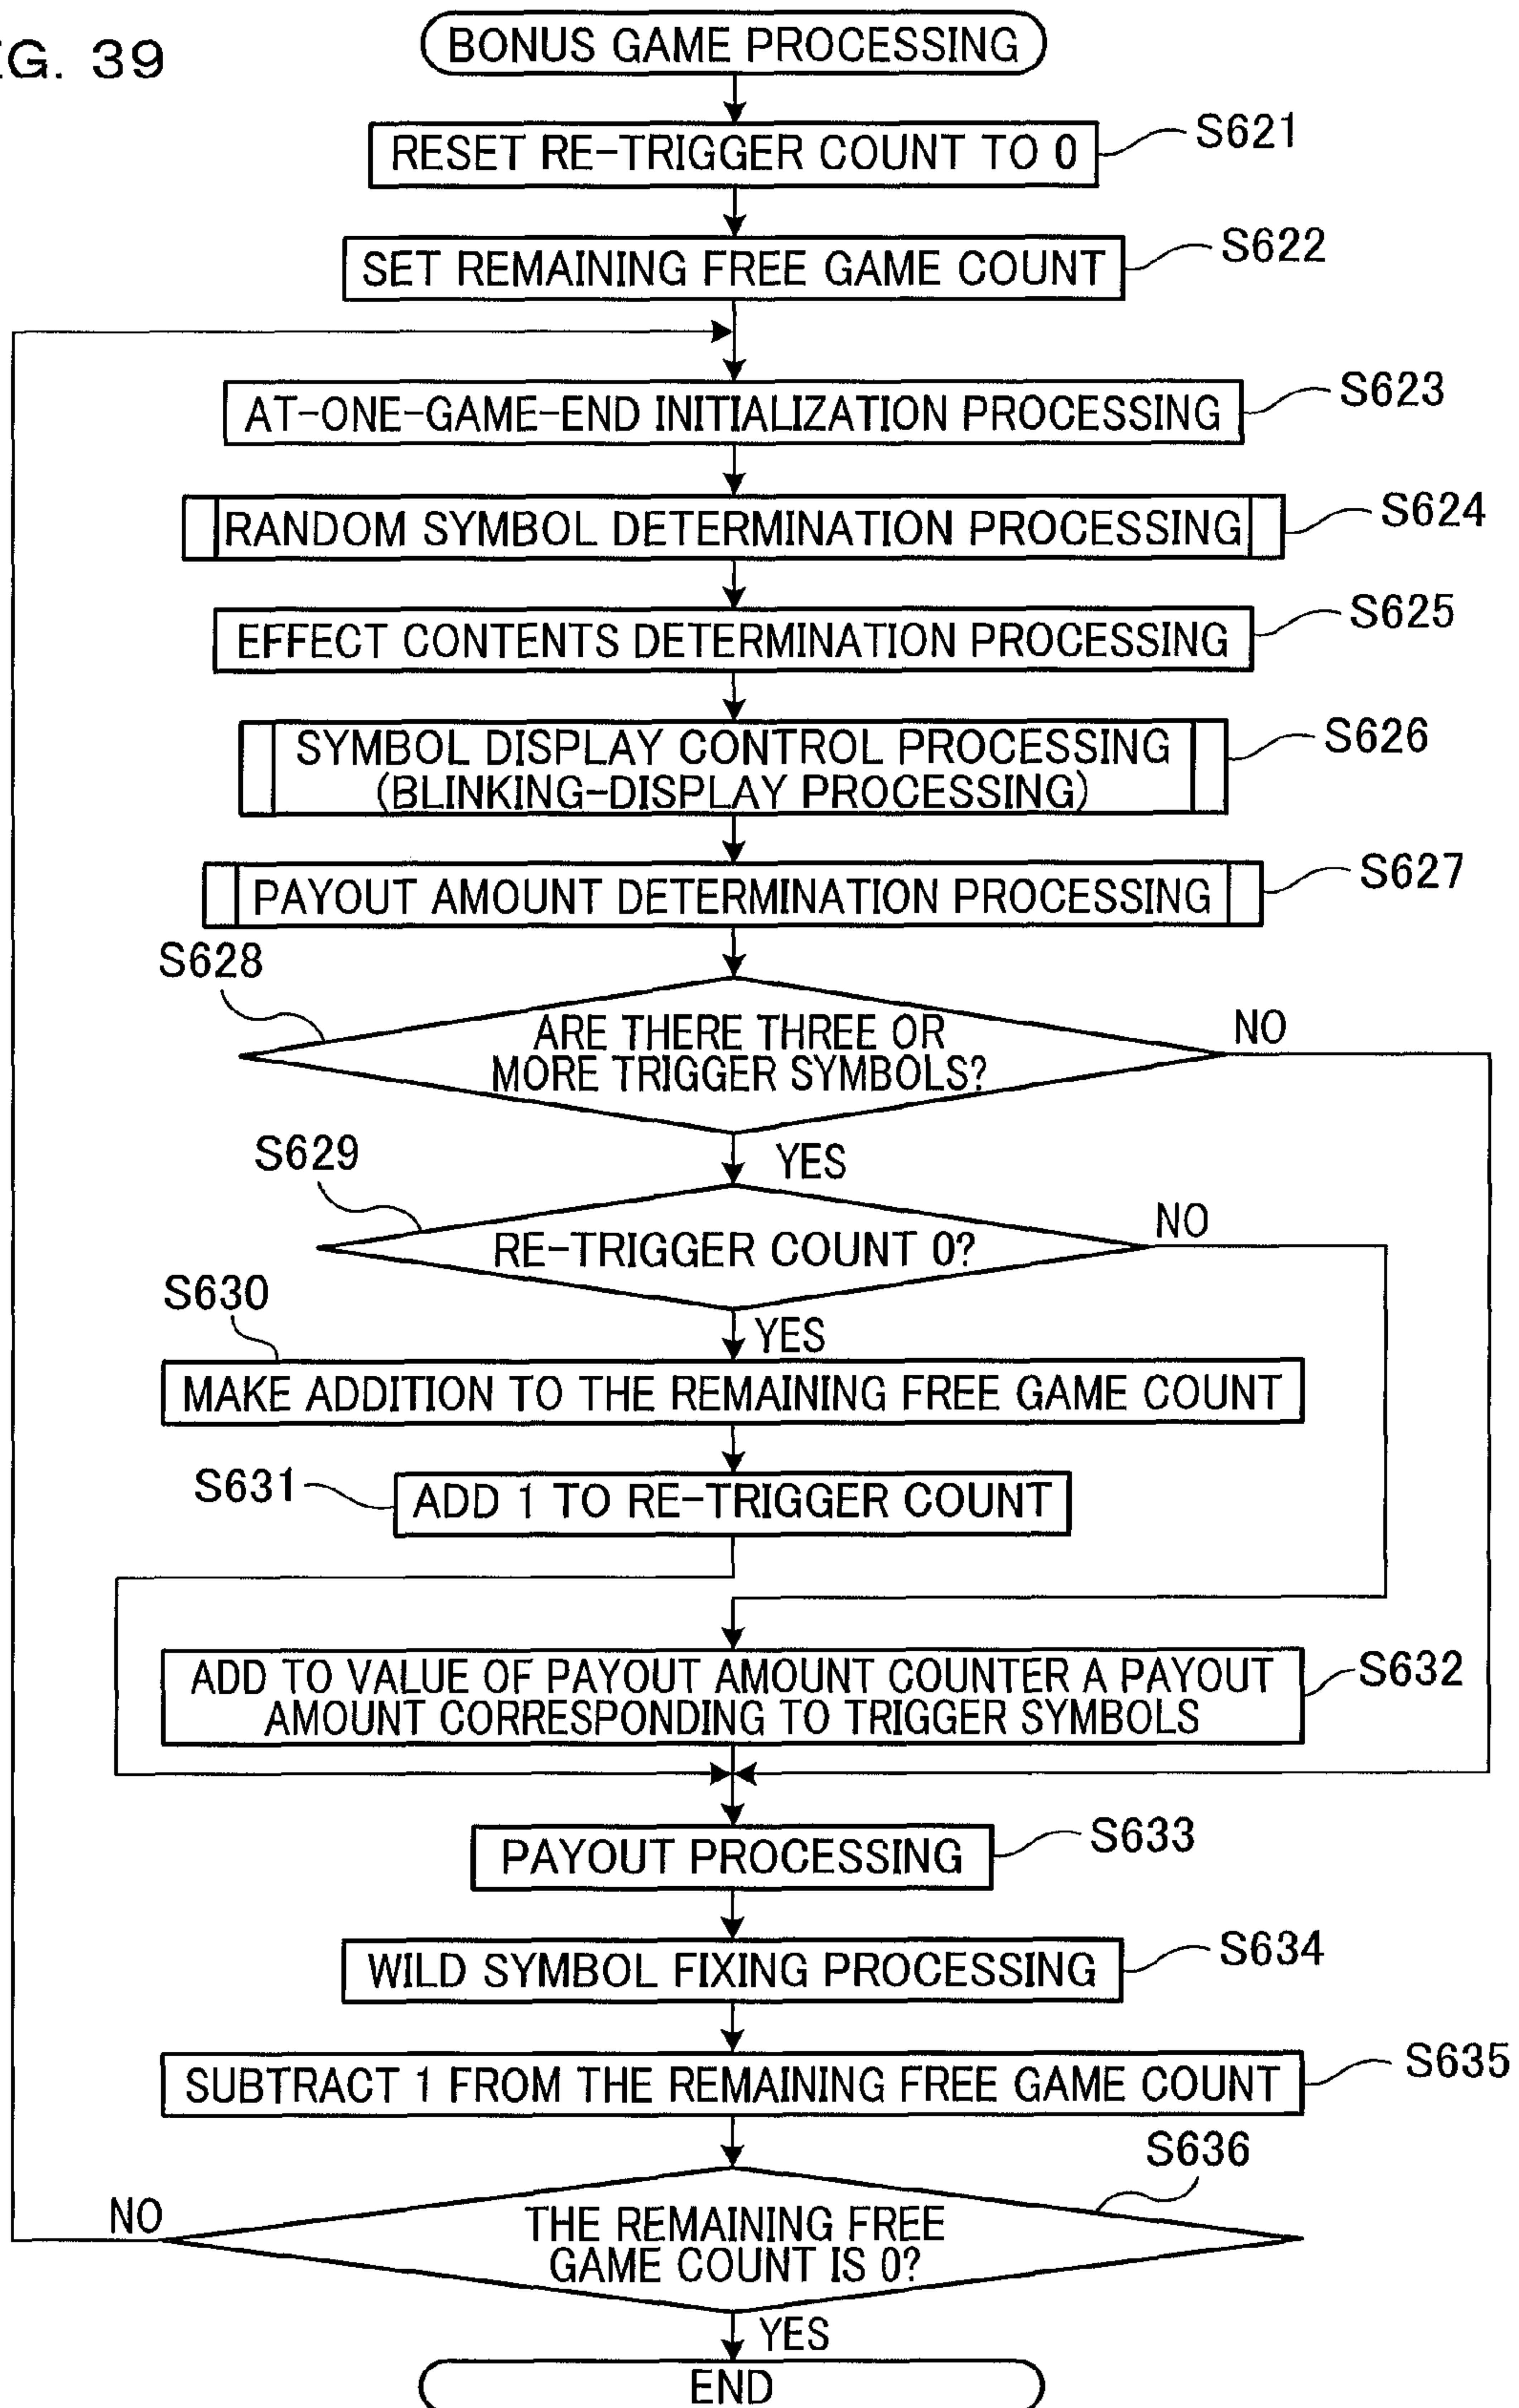 G. 39
BONUS GAME PROCESSING
RESET RE-TRIGGER COUNT TO 0
S621
SET REMAINING FREE GAME COUNT
S622
AT-ONE-GAME-END INITIALIZATION PROCESSING
S623
RANDOM SYMBOL DETERMINATION PROCESSING
S624
EFFECT CONTENTS DETERMINATION PROCESSING
S625
SYMBOL DISPLAY CONTROL PROCESSING
(BLINKING-DISPLAY PROCESSING)
S626
PAYOUT AMOUNT DETERMINATION PROCESSING
S627
S628
ARE THERE THREE OR
MORE TRIGGER SYMBOLS?
NO
YES
S629
RE-TRIGGER COUNT 0?
NO
YES
S630
MAKE ADDITION TO THE REMAINING FREE GAME COUNT
S631
ADD 1 TO RE-TRIGGER COUNT
ADD TO VALUE OF PAYOUT AMOUNT COUNTER A PAYOUT
AMOUNT CORRESPONDING TO TRIGGER SYMBOLS
S632
PAYOUT PROCESSING
S633
WILD SYMBOL FIXING PROCESSING
S634
SUBTRACT 1 FROM THE REMAINING FREE GAME COUNT
S635
S636
THE REMAINING FREE
GAME COUNT IS 0?
NO
YES
END